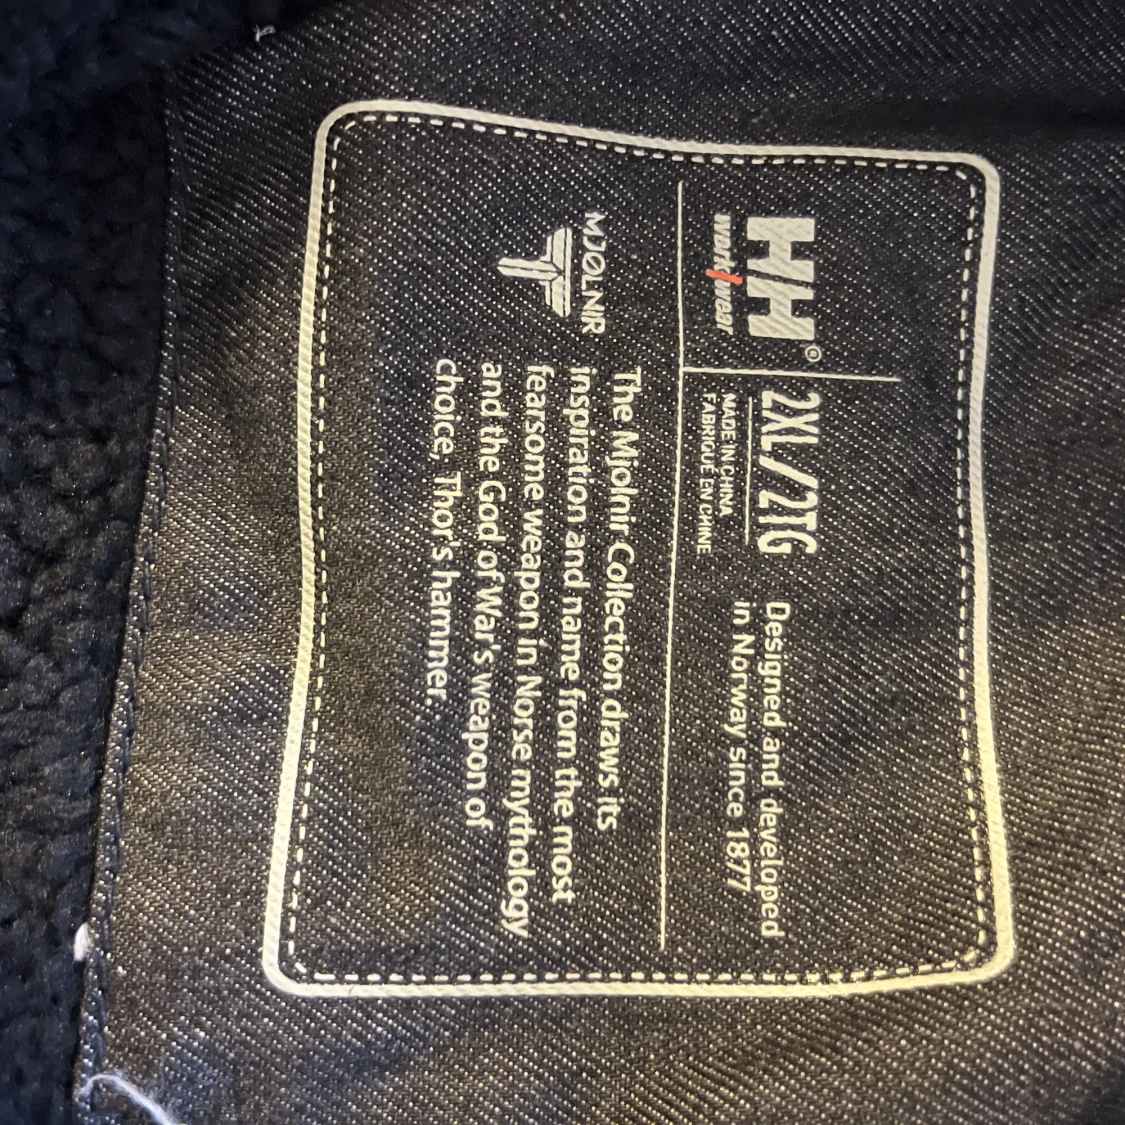 HH®
work/wear
2XL/2TG
MADE IN CHINA
FABRIQUÉ EN CHINE
Designed and developed
in Norway since 1877
MJØLNIR
The Mjolnir Collection draws its
inspiration and name from the most
fearsome weapon in Norse mythology
and the God of War's weapon of
choice, Thor's hammer.